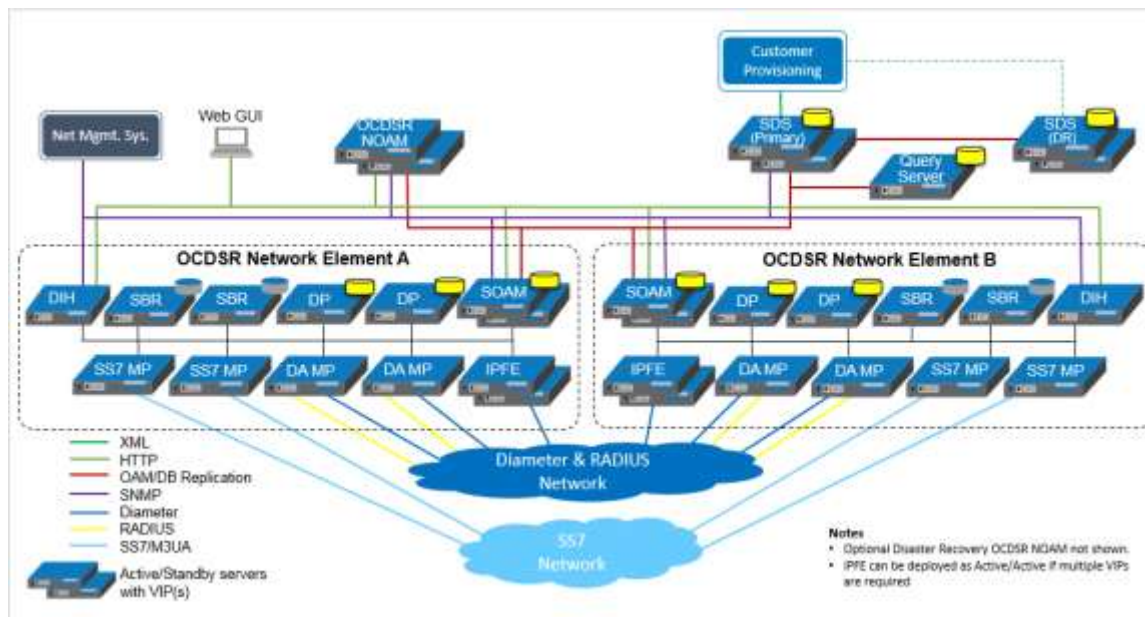 Customer
Provisioning
Net Mgmt. Sys.
Web GUI
OCDSR
NOAM
SDS
(Primary)
SDS
(DR)
Query
Server
OCDSR Network Element A
OCDSR Network Element B
DIH
SBR
SBR
DP
DP
SOAM
SOAM
DP
DP
SBR
SBR
DIH
SS7 MP
SS7 MP
DA MP
DA MP
IPFE
IPFE
DA MP
DA MP
SS7 MP
SS7 MP
XML
HTTP
OAM/DB Replication
SNMP
Diameter
RADIUS
SS7/M3UA
Active/Standby servers
with VIP(s)
Diameter & RADIUS
Network
SS7
Network
Notes
• Optional Disaster Recovery OCDSR NOAM not shown.
• IPFE can be deployed as Active/Active if multiple VIPs
are required